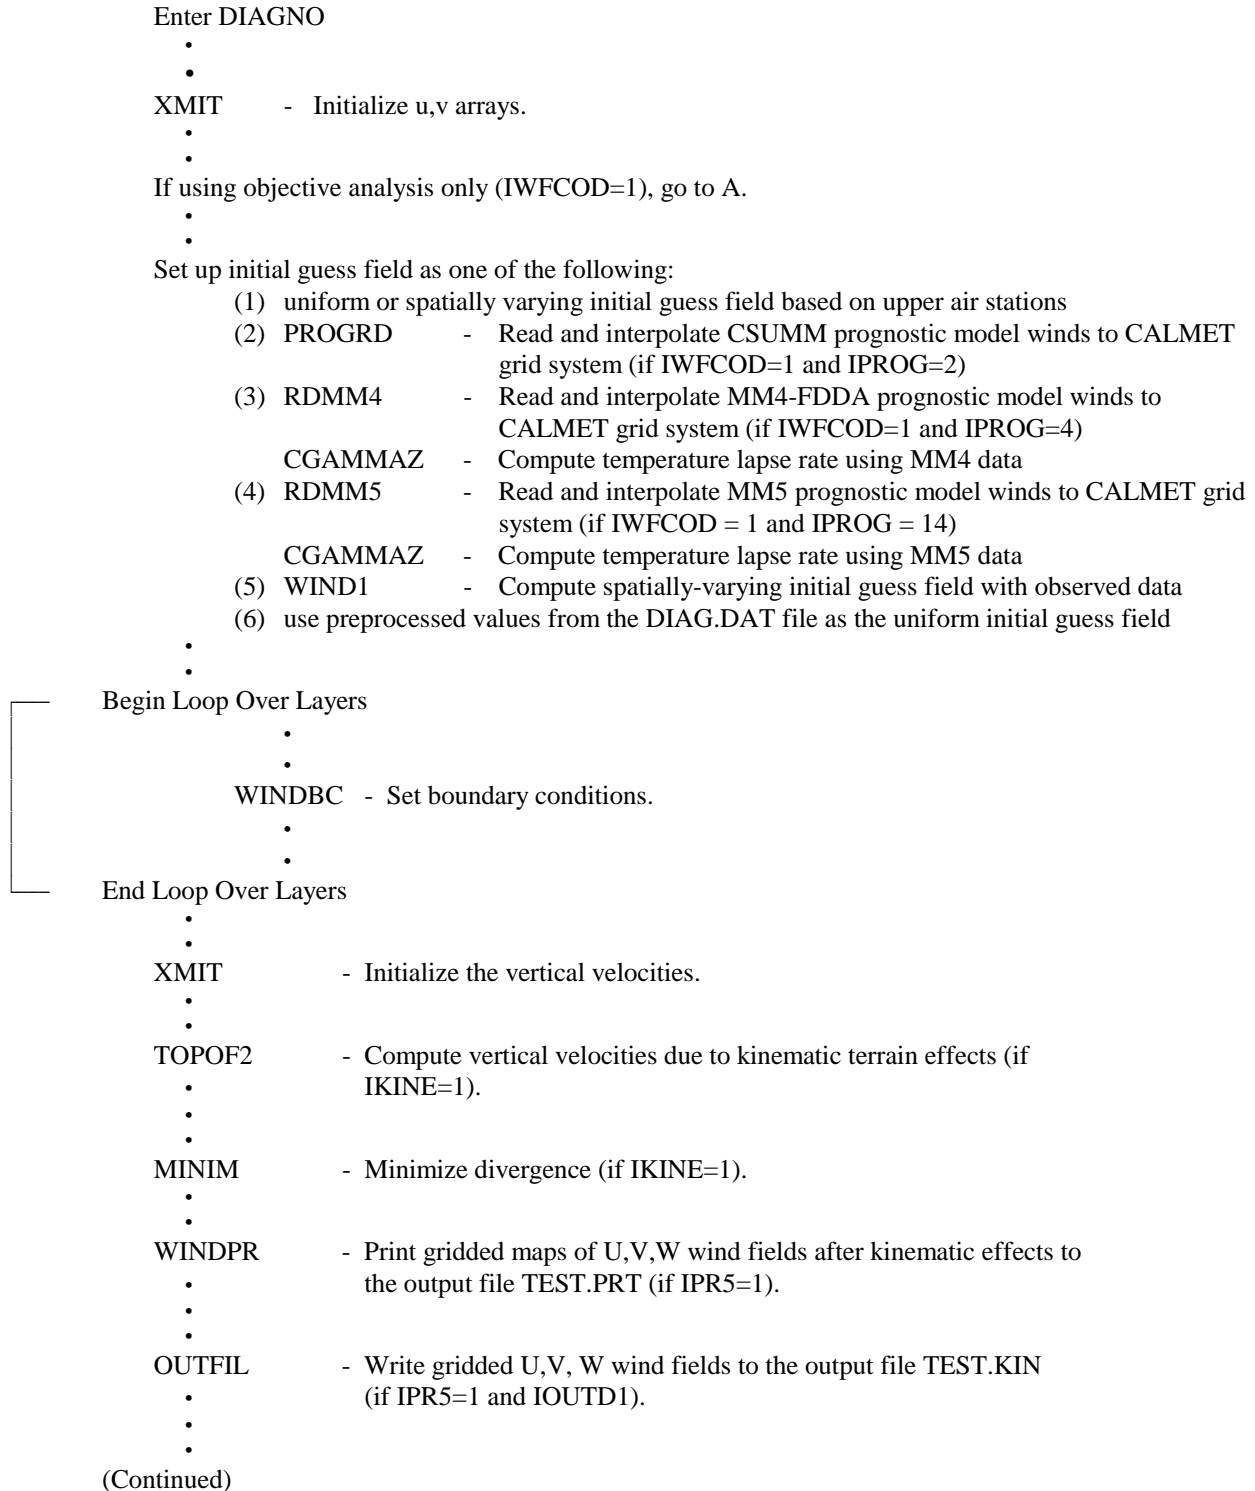 Enter DIAGNO
•
•
XMIT - Initialize u,v arrays.
•
•
If using objective analysis only (IWFCOD=1), go to A.
•
•
Set up initial guess field as one of the following:
(1) uniform or spatially varying initial guess field based on upper air stations
(2) PROGRD - Read and interpolate CSUMM prognostic model winds to CALMET
grid system (if IWFCOD=1 and IPROG=2)
(3) RDMM4 - Read and interpolate MM4-FDDA prognostic model winds to
CALMET grid system (if IWFCOD=1 and IPROG=4)
CGAMMAZ - Compute temperature lapse rate using MM4 data
(4) RDMM5 - Read and interpolate MM5 prognostic model winds to CALMET grid
system (if IWFCOD = 1 and IPROG = 14)
CGAMMAZ - Compute temperature lapse rate using MM5 data
(5) WIND1 - Compute spatially-varying initial guess field with observed data
(6) use preprocessed values from the DIAG.DAT file as the uniform initial guess field
•
•
Begin Loop Over Layers
•
•
WINDBC - Set boundary conditions.
•
•
End Loop Over Layers
•
•
XMIT - Initialize the vertical velocities.
•
•
TOPOF2 - Compute vertical velocities due to kinematic terrain effects (if
• IKINE=1).
•
•
MINIM - Minimize divergence (if IKINE=1).
•
•
WINDPR - Print gridded maps of U,V,W wind fields after kinematic effects to
• the output file TEST.PRT (if IPR5=1).
•
•
OUTFIL - Write gridded U,V, W wind fields to the output file TEST.KIN
• (if IPR5=1 and IOUTD1).
•
•
(Continued)